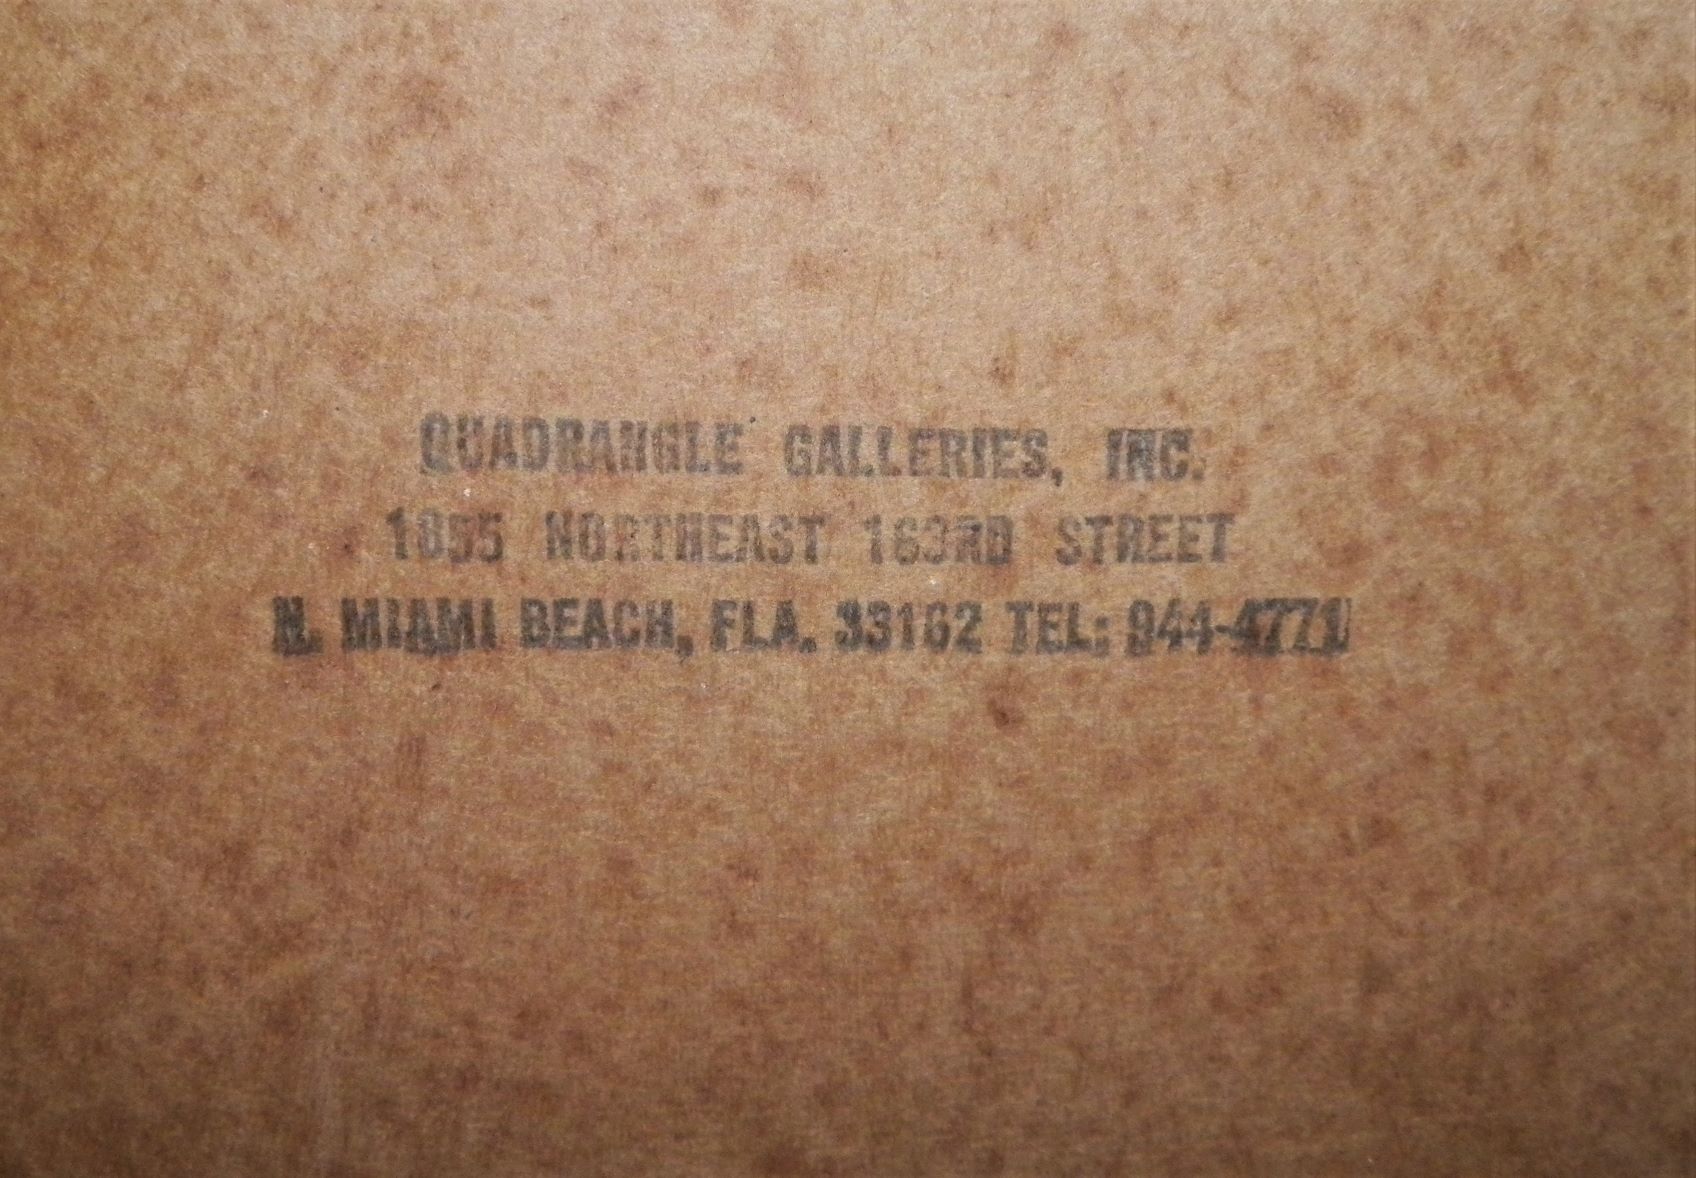 QUADRANGLE GALLERIES, INC.
1855 NORTHEAST 163RD STREET
N. MIAMI BEACH, FLA. 33162 TEL: 944-4771